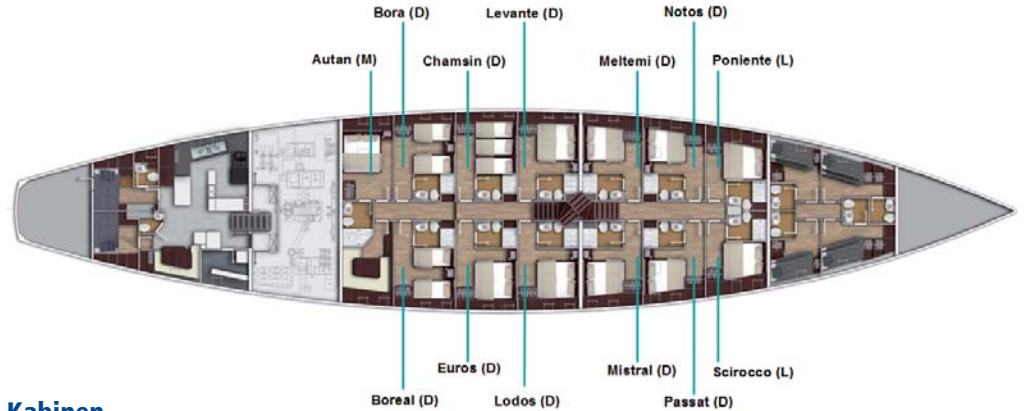 Bora (D) Levante (D) Notos (D)
Autan (M) Chamsin (D) Meltemi (D) Poniente (L)
Euros (D) Mistral (D) Scirocco (L)
Boreal (D) Lodos (D) Passat (D)
Kabinen